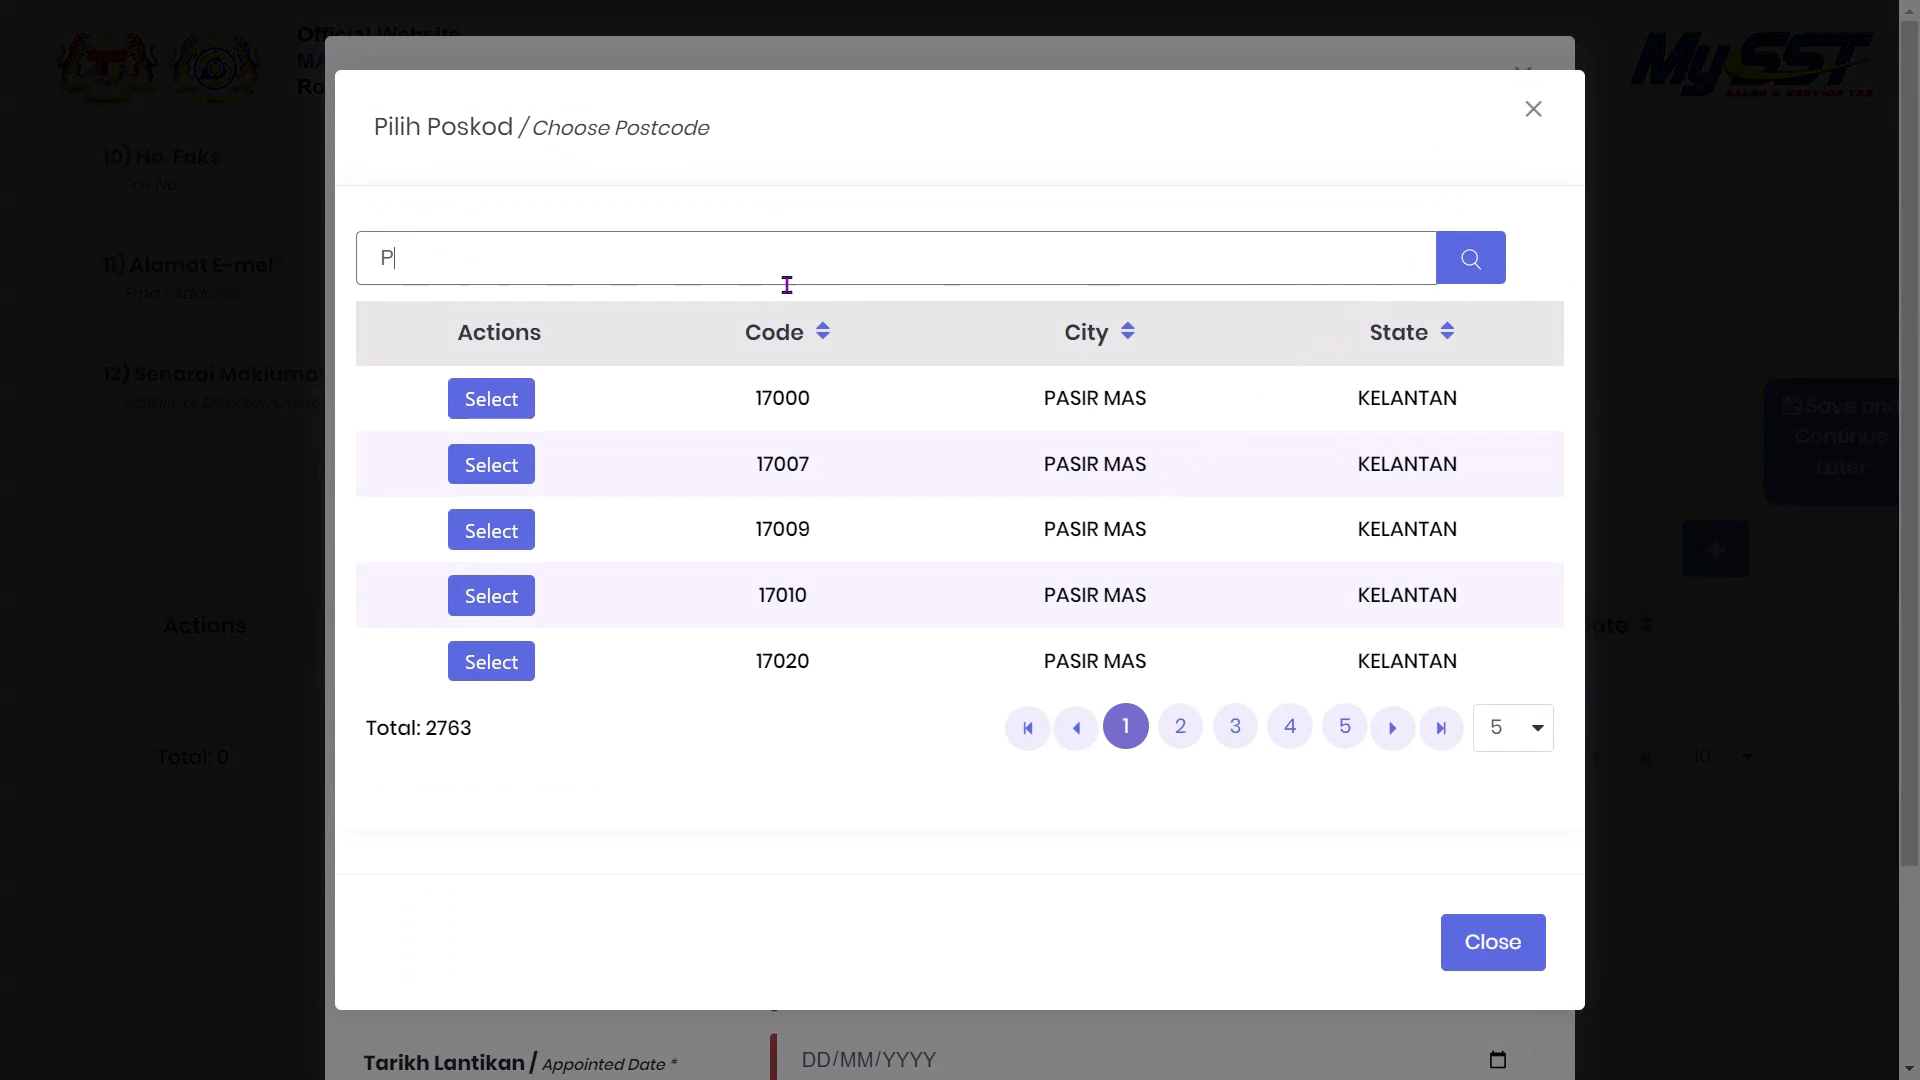 Official Website
MySST
SALES & SERVICE TAX
Pilih Poskod / Choose Postcode
10) No. Faks
Fax No.
P
11) Alamat E-mel
Email Address
Actions Code City State
Select 17000 PASIR MAS KELANTAN
12) Senarai Maklumat
Details of Director/Owner
Save and
Continue
Later
Select 17007 PASIR MAS KELANTAN
Select 17009 PASIR MAS KELANTAN
Select 17010 PASIR MAS KELANTAN
Actions
Select 17020 PASIR MAS KELANTAN
Total: 2763 1 2 3 4 5 5
Total: 0 10
Close
Tarikh Lantikan / Appointed Date * DD/MM/YYYY